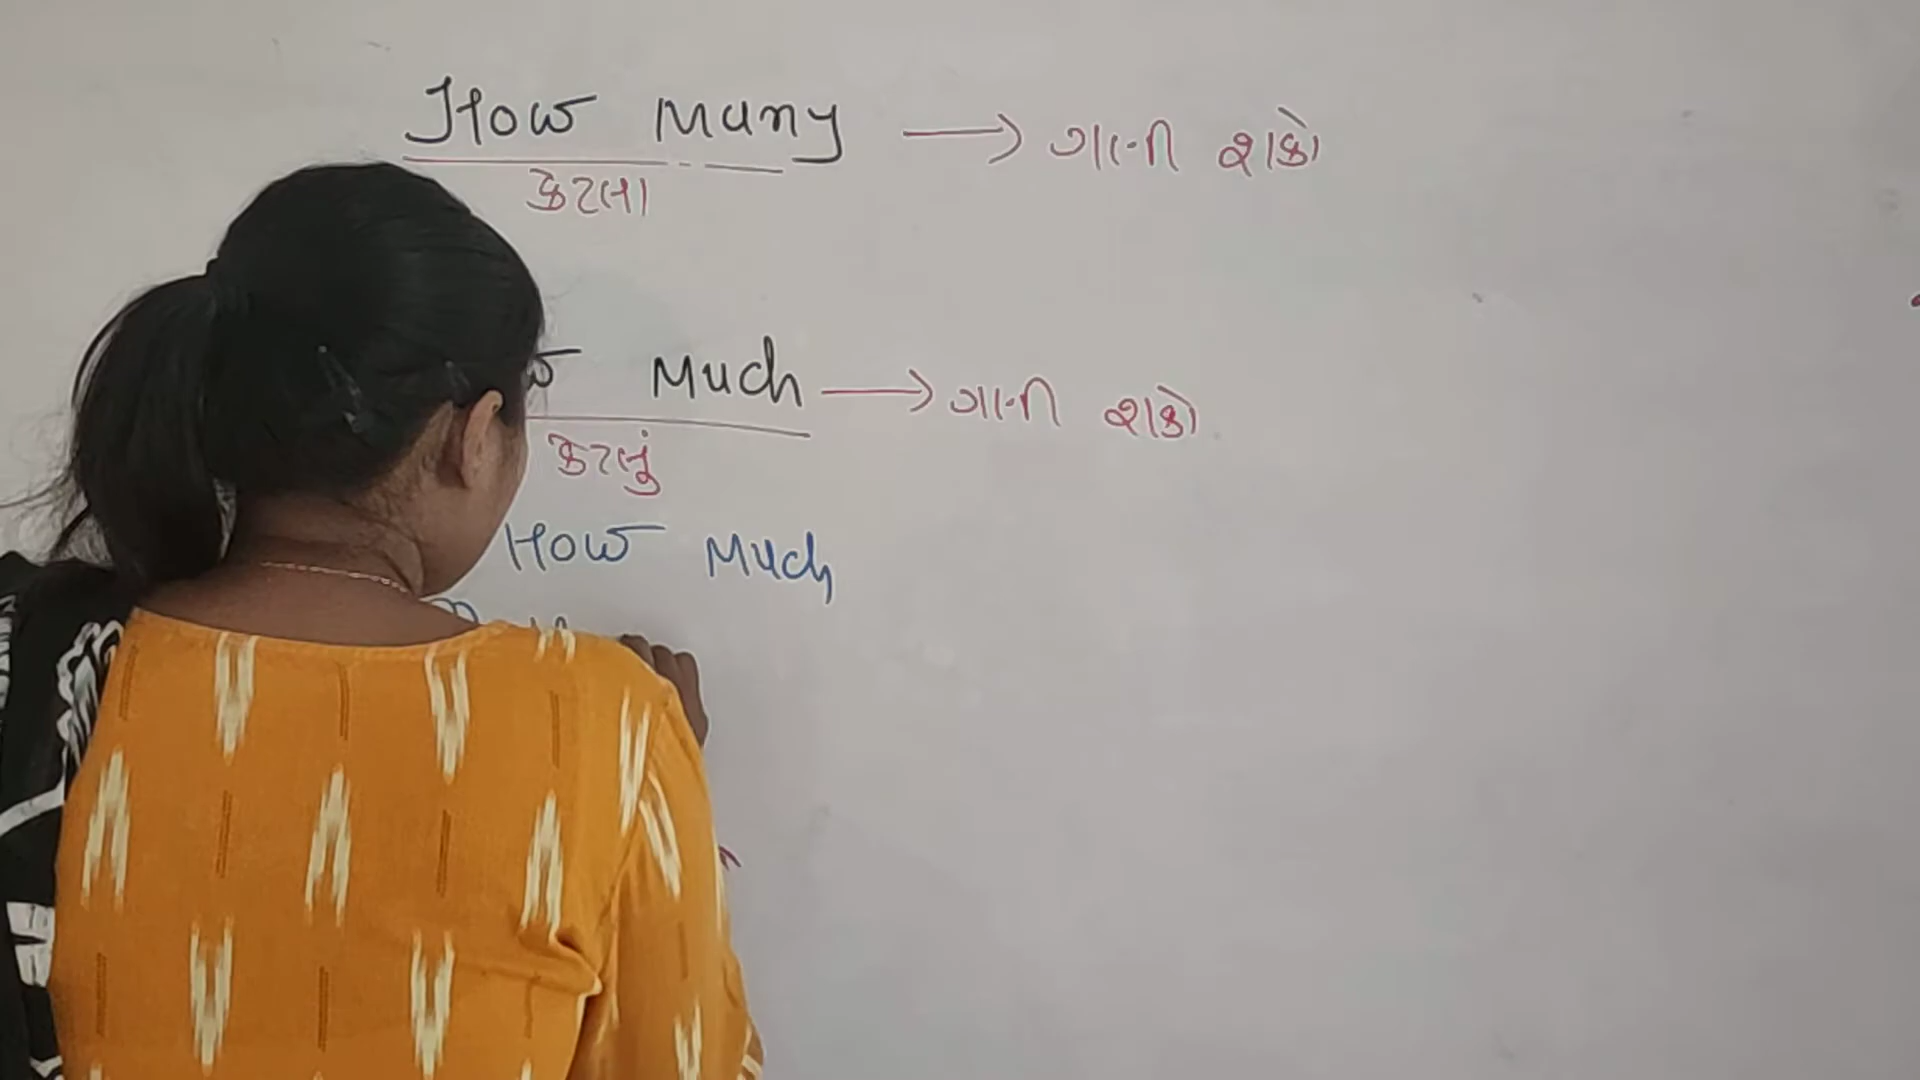 How Many → ગણી શકો
કેટલા
Much → ગણી શકો
કેટલું
How Much